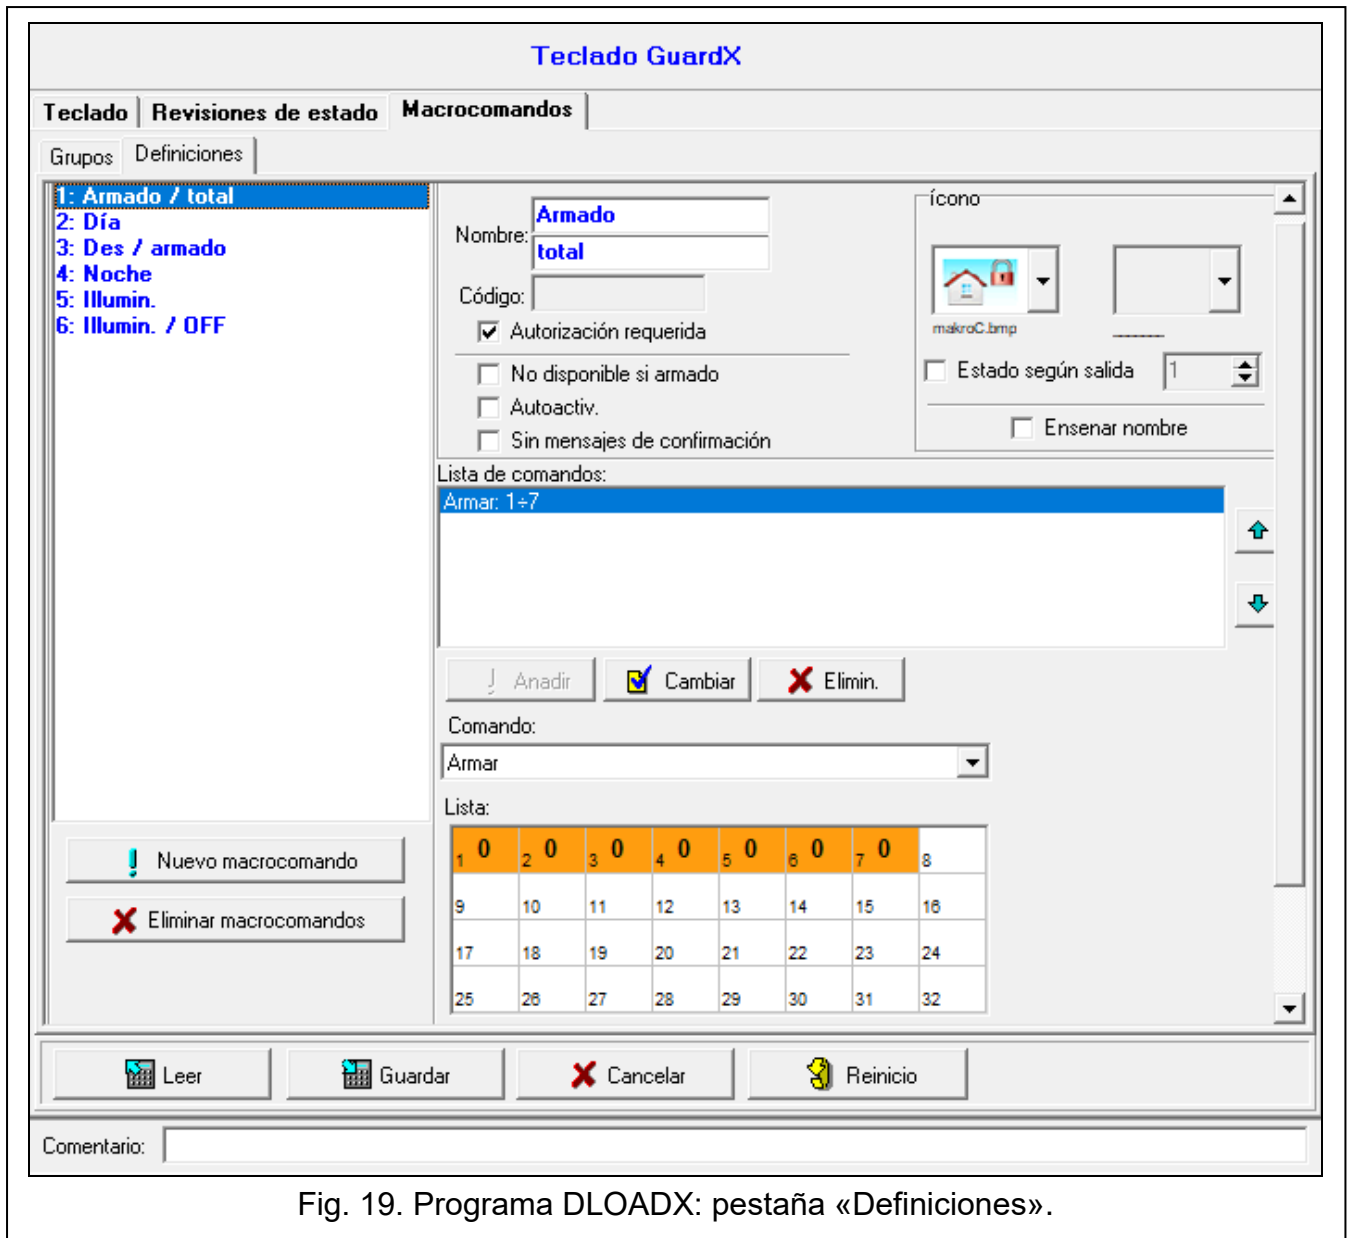 Teclado GuardX
Teclado Revisiones de estado Macrocomandos
Grupos Definiciones
1: Armado / total
2: Día
3: Des / armado
4: Noche
5: Illumin.
6: Illumin. / OFF
Nuevo macrocomando
Eliminar macrocomandos
Nombre: Armado
total
Código:
Autorización requerida
No disponible si armado
Autoactiv.
Sin mensajes de confirmación
ícono
makroC.bmp
Estado según salida 1
Ensenar nombre
Lista de comandos:
Armar: 1÷7
Anadir Cambiar Elimin.
Comando:
Armar
Lista:
1 0 2 0 3 0 4 0 5 0 6 0 7 0 8
9 10 11 12 13 14 15 16
17 18 19 20 21 22 23 24
25 26 27 28 29 30 31 32
Leer Guardar Cancelar Reinicio
Comentario:
Fig. 19. Programa DLOADX: pestaña «Definiciones».